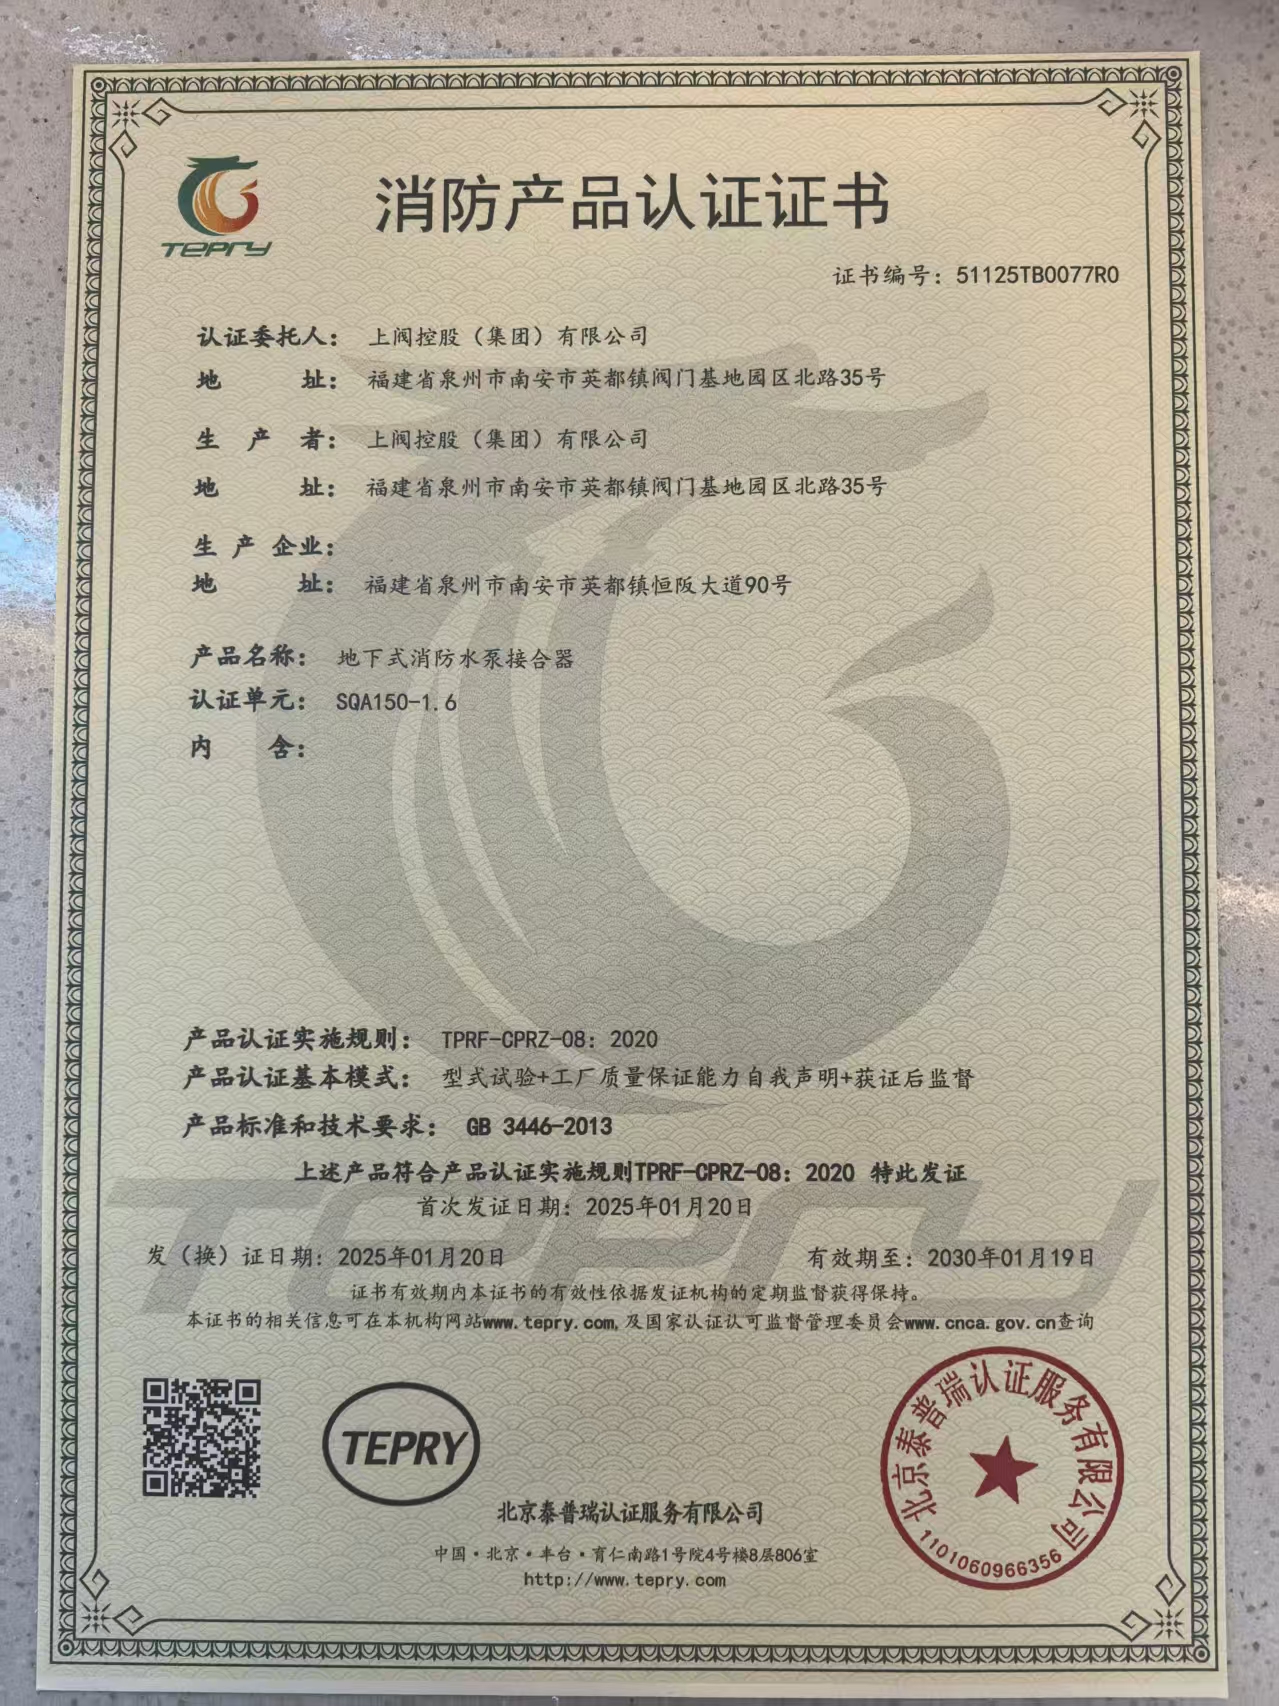 TEPRY
消防产品认证证书
证书编号：51125TB0077R0
认证委托人： 上阀控股（集团）有限公司
地 址： 福建省泉州市南安市英都镇阀门基地园区北路35号
生 产 者： 上阀控股（集团）有限公司
地 址： 福建省泉州市南安市英都镇阀门基地园区北路35号
生 产 企业：
地 址： 福建省泉州市南安市英都镇恒阪大道90号
产品名称： 地下式消防水泵接合器
认证单元： SQA150-1.6
内 含：
产品认证实施规则： TPRF-CPRZ-08：2020
产品认证基本模式： 型式试验+工厂质量保证能力自我声明+获证后监督
产品标准和技术要求： GB 3446-2013
上述产品符合产品认证实施规则TPRF-CPRZ-08：2020 特此发证
首次发证日期：2025年01月20日
发（换）证日期：2025年01月20日 有效期至：2030年01月19日
证书有效期内本证书的有效性依据发证机构的定期监督获得保持。
本证书的相关信息可在本机构网站www.tepry.com,及国家认证认可监督管理委员会www.cnca.gov.cn查询
TEPRY
TEPRY
北京泰普瑞认证服务有限公司
1101060966356
北京泰普瑞认证服务有限公司
中国·北京·丰台·育仁南路1号院4号楼8层806室
http://www.tepry.com